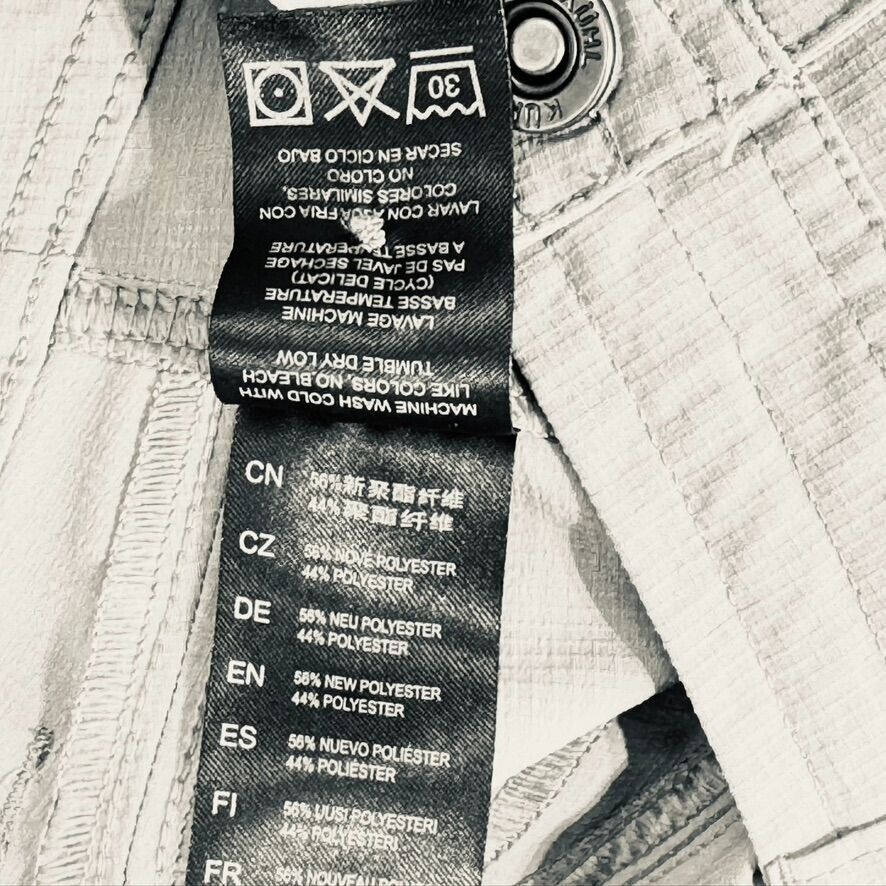 KÜHL
MACHINE WASH COLD WITH
LIKE COLORS, NO BLEACH
TUMBLE DRY LOW
LAVAGE MACHINE
BASSE TEMPERATURE
(CYCLE DELICAT)
PAS DE JAVEL SECHAGE
A BASSE TEMPERATURE
LAVAR CON AGUA FRIA CON
COLORES SIMILARES,
NO CLORO
SECAR EN CICLO BAJO
30
CN 56%新聚酯纤维
44%聚酯纤维
CZ 56% NOVÉ POLYESTER
44% POLYESTER
DE 56% NEU POLYESTER
44% POLYESTER
EN 56% NEW POLYESTER
44% POLYESTER
ES 56% NUEVO POLIÉSTER
44% POLIÉSTER
FI 56% UUSI POLYESTERI
44% POLYESTERI
FR 56% NOUVEAU